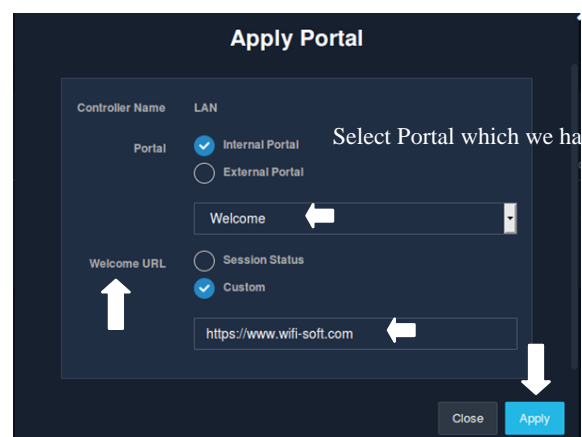 Apply Portal
Controller Name LAN
Portal Internal Portal
Select Portal which we ha
External Portal
Welcome
Welcome URL Session Status
Custom
https://www.wifi-soft.com
Close Apply